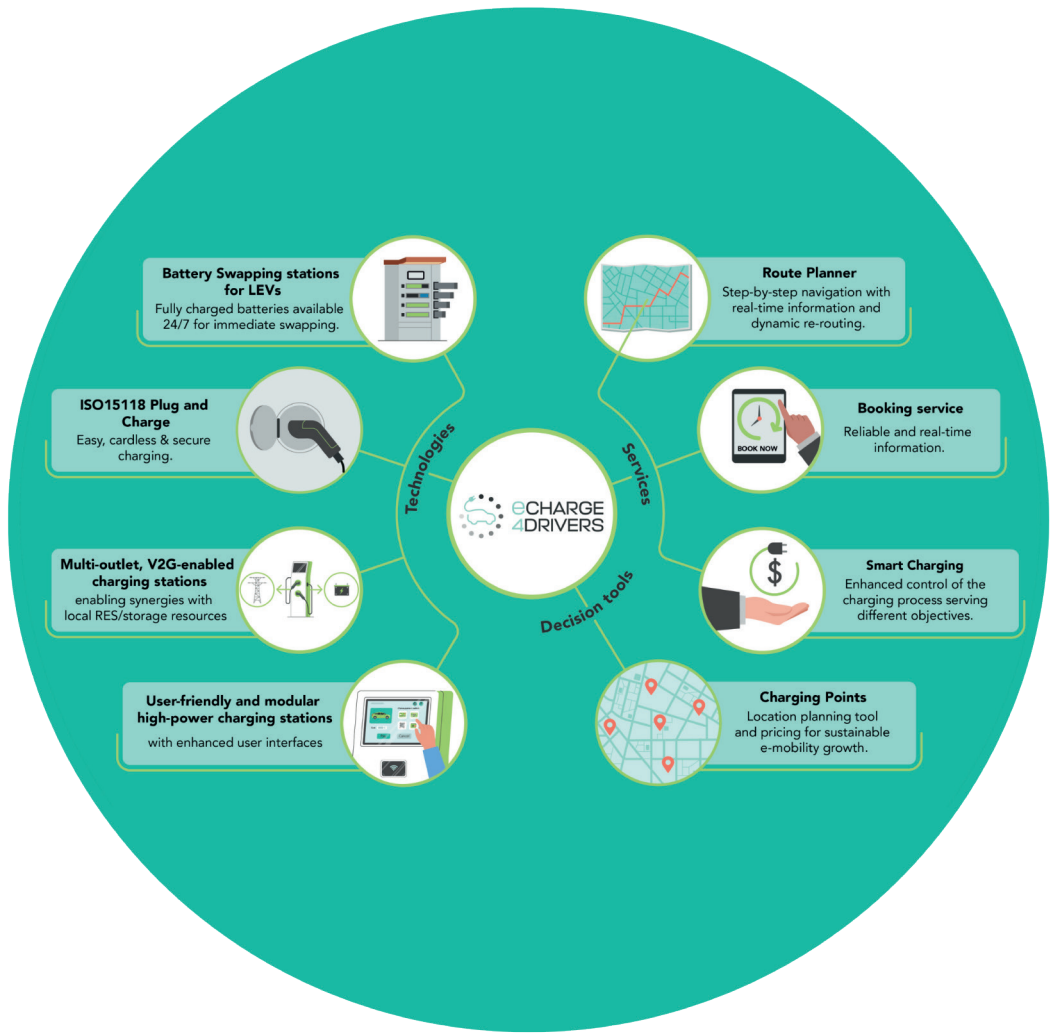 Battery Swapping stations
for LEVs
Fully charged batteries available
24/7 for immediate swapping.
ISO15118 Plug and
Charge
Easy, cardless & secure
charging.
Multi-outlet, V2G-enabled
charging stations
enabling synergies with
local RES/storage resources
User-friendly and modular
high-power charging stations
with enhanced user interfaces
Technologies
eCHARGE
4DRIVERS
Services
Decision tools
Route Planner
Step-by-step navigation with
real-time information and
dynamic re-routing.
BOOK NOW
Booking service
Reliable and real-time
information.
$
Smart Charging
Enhanced control of the
charging process serving
different objectives.
Charging Points
Location planning tool
and pricing for sustainable
e-mobility growth.